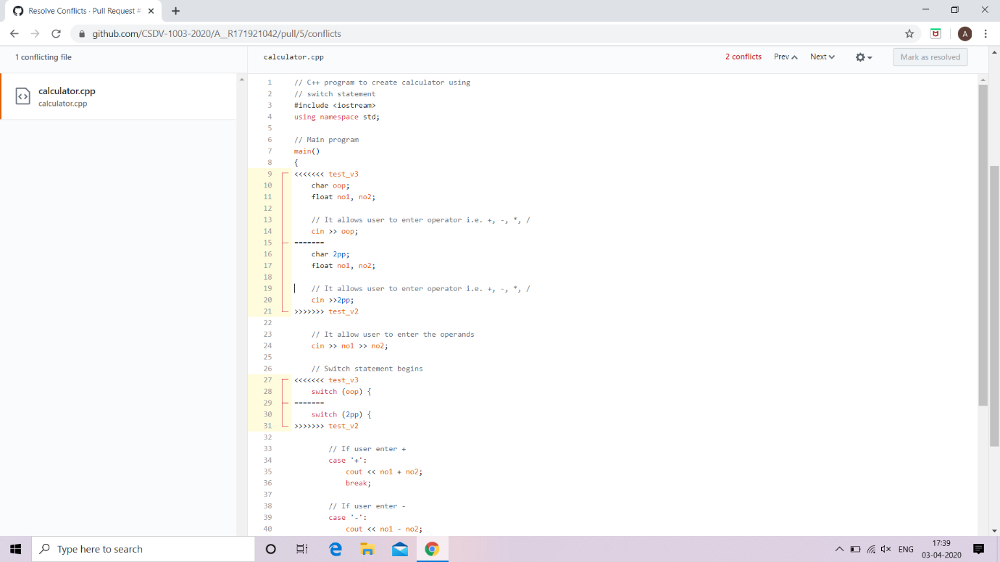 Resolve Conflicts · Pull Request #
github.com/CSDV-1003-2020/A__R171921042/pull/5/conflicts
A
1 conflicting file
calculator.cpp
calculator.cpp
calculator.cpp
2 conflicts Prev Next Mark as resolved
1 // C++ program to create calculator using
2 // switch statement
3 #include <iostream>
4 using namespace std;
5
6 // Main program
7 main()
8 {
9 <<<<<<< test_v3
10 char oop;
11 float no1, no2;
12
13 // It allows user to enter operator i.e. +, -, *, /
14 cin >> oop;
15 =======
16 char 2pp;
17 float no1, no2;
18
19 // It allows user to enter operator i.e. +, -, *, /
20 cin >>2pp;
21 >>>>>>> test_v2
22
23 // It allow user to enter the operands
24 cin >> no1 >> no2;
25
26 // Switch statement begins
27 <<<<<<< test_v3
28 switch (oop) {
29 =======
30 switch (2pp) {
31 >>>>>>> test_v2
32
33 // If user enter +
34 case '+':
35 cout << no1 + no2;
36 break;
37
38 // If user enter -
39 case '-':
40 cout << no1 - no2;
Type here to search
ENG
17:39
03-04-2020